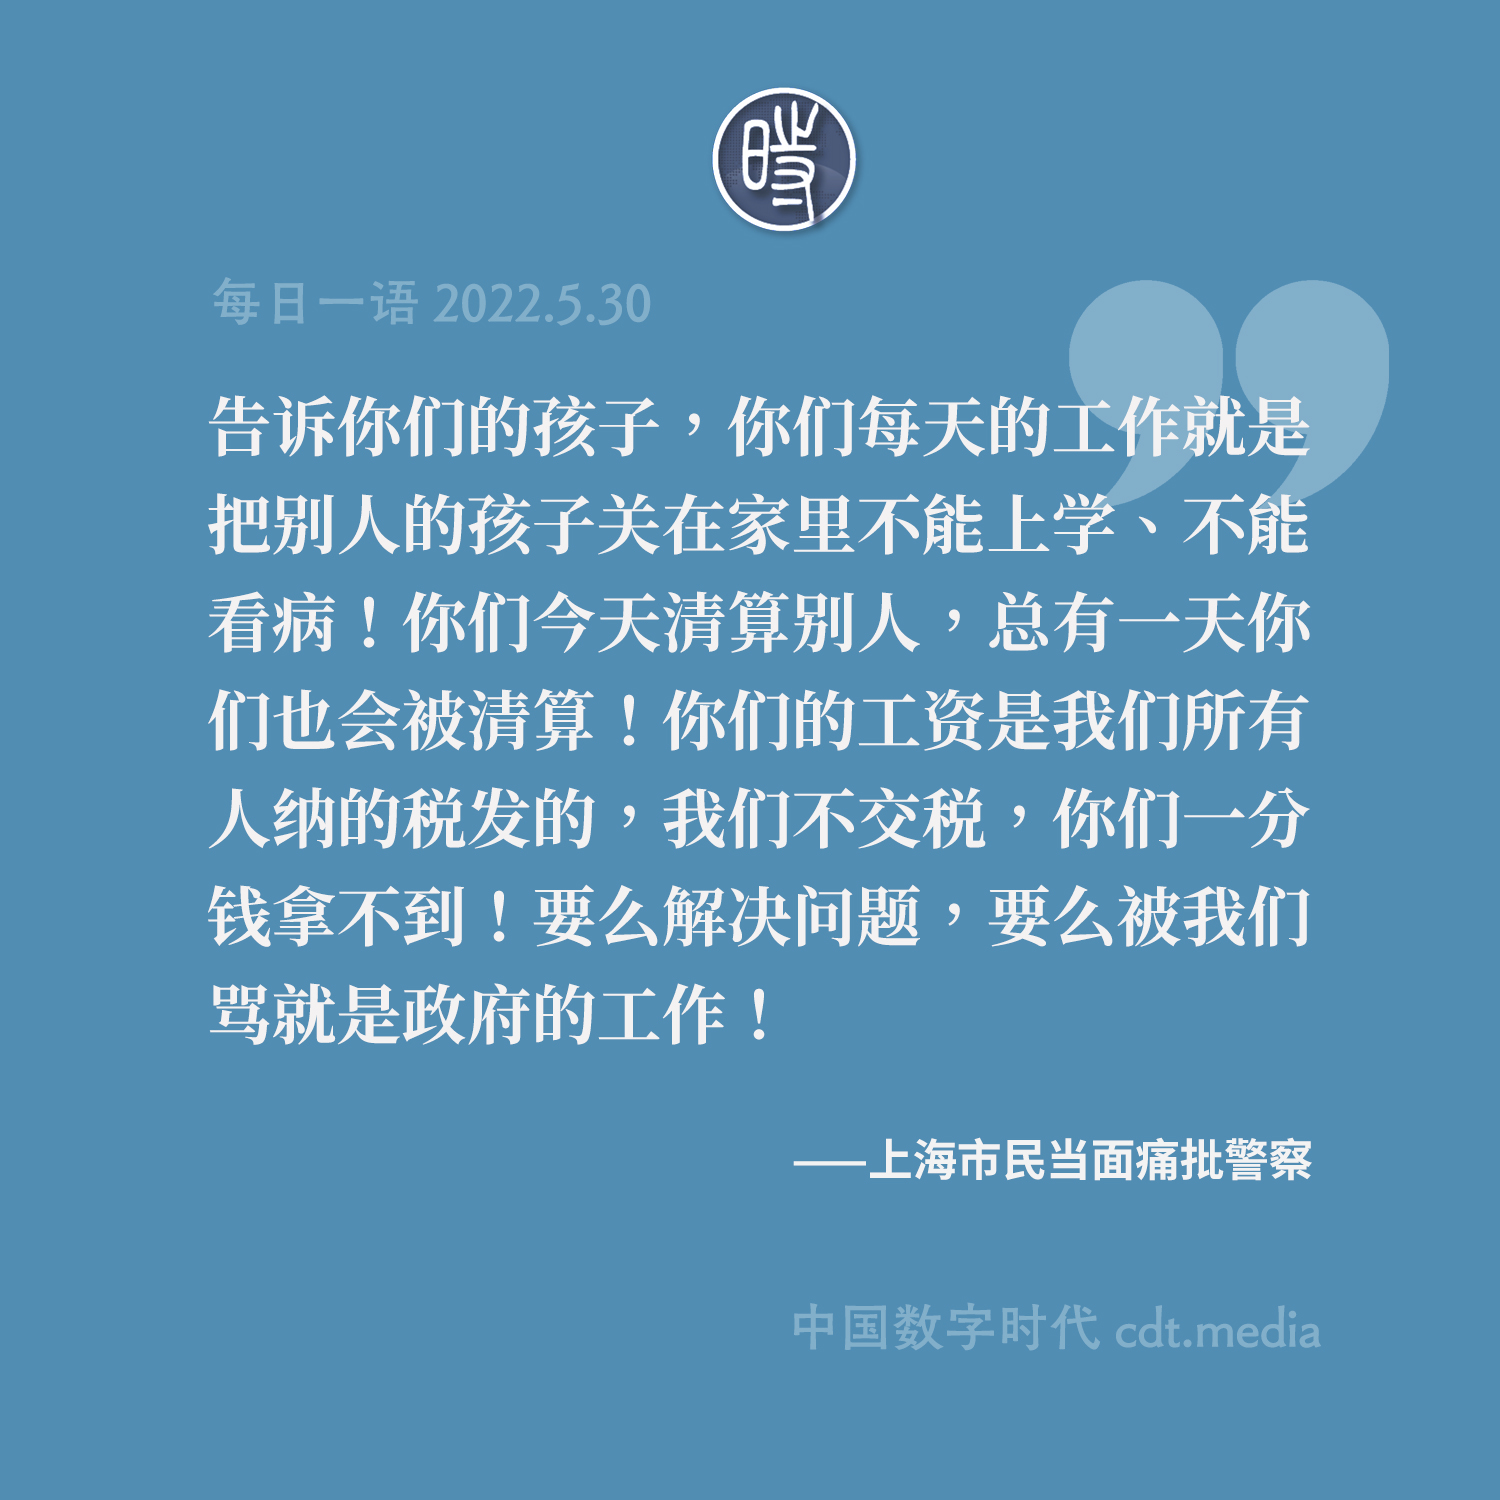 時
每日一语 2022.5.30
告诉你们的孩子，你们每天的工作就是
把别人的孩子关在家里不能上学、不能
看病！你们今天清算别人，总有一天你
们也会被清算！你们的工资是我们所有
人纳的税发的，我们不交税，你们一分
钱拿不到！要么解决问题，要么被我们
骂就是政府的工作！
——上海市民当面痛批警察
中国数字时代 cdt.media